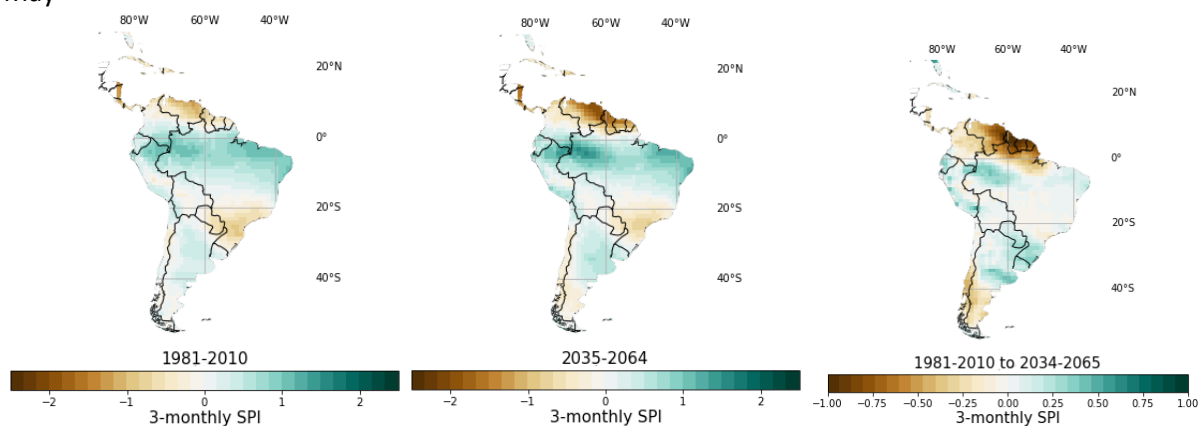 80°W 60°W 40°W
20°N
0°
20°S
40°S
1981-2010
−2 −1 0 1 2
3-monthly SPI
80°W 60°W 40°W
20°N
0°
20°S
40°S
2035-2064
−2 −1 0 1 2
3-monthly SPI
80°W 60°W 40°W
20°N
0°
20°S
40°S
1981-2010 to 2034-2065
−1.00 −0.75 −0.50 −0.25 0.00 0.25 0.50 0.75 1.00
3-monthly SPI